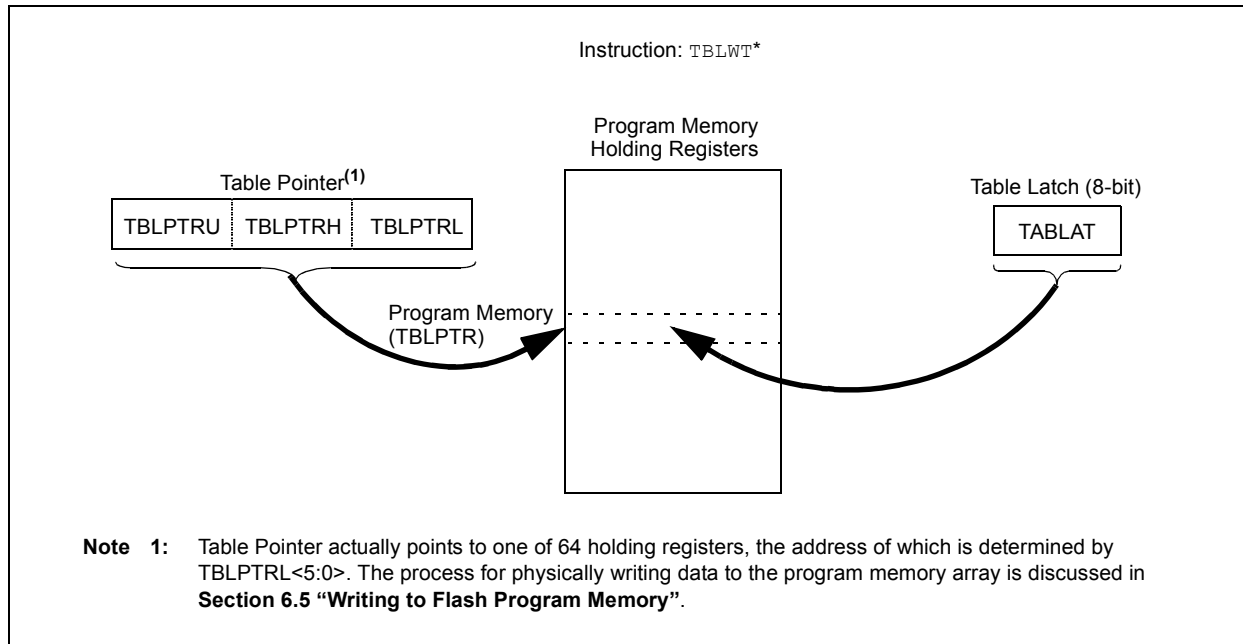 Instruction: TBLWT*
Program Memory
Holding Registers
Table Pointer(1)
Table Latch (8-bit)
TBLPTRU TBLPTRH TBLPTRL
TABLAT
Program Memory
(TBLPTR)
Note 1: Table Pointer actually points to one of 64 holding registers, the address of which is determined by
TBLPTRL<5:0>. The process for physically writing data to the program memory array is discussed in
Section 6.5 “Writing to Flash Program Memory”.